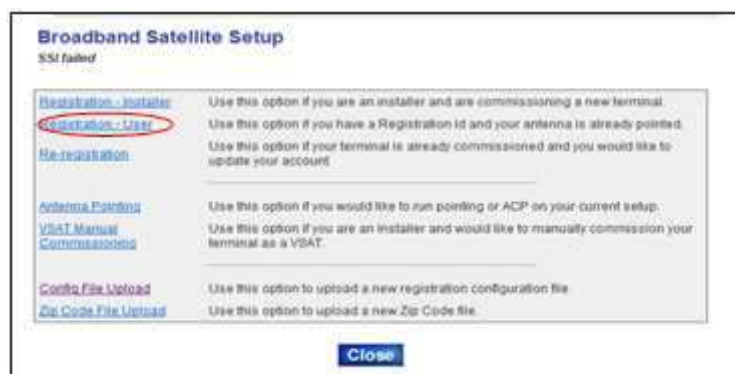 Broadband Satellite Setup
SSI failed
Registration - Installer Use this option if you are an installer and are commissioning a new terminal.
Registration - User Use this option if you have a Registration Id and your antenna is already pointed.
Re-registration Use this option if your terminal is already commissioned and you would like to
update your account
Antenna Pointing Use this option if you would like to run pointing or ACP on your current setup.
VSAT Manual Use this option if you are an installer and would like to manually commission your
Commissioning terminal as a VSAT.
Config File Upload Use this option to upload a new registration configuration file
Zip Code File Upload Use this option to upload a new Zip Code file.
Close